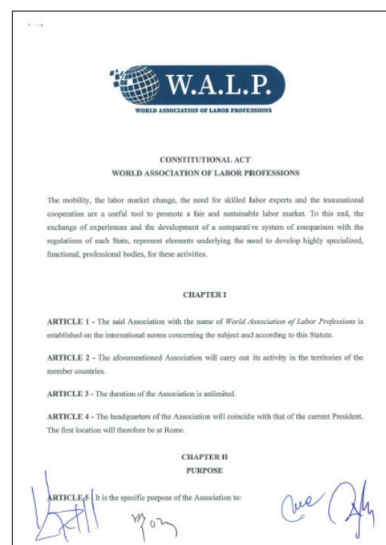 W.A.L.P.
WORLD ASSOCIATION OF LABOR PROFESSIONS
CONSTITUTIONAL ACT
WORLD ASSOCIATION OF LABOR PROFESSIONS
The mobility, the labor market change, the need for skilled labor experts and the transnational
cooperation are a useful tool to promote a fair and sustainable labor market. To this end, the
exchange of experiences and the development of a comparative system of comparison with the
regulations of each State, represent elements underlying the need to develop highly specialized,
functional, professional bodies, for these activities.
CHAPTER I
ARTICLE 1 - The said Association with the name of World Association of Labor Professions is
established on the international norms concerning the subject and according to this Statute.
ARTICLE 2 - The aforementioned Association will carry out its activity in the territories of the
member countries.
ARTICLE 3 - The duration of the Association is unlimited.
ARTICLE 4 - The headquarters of the Association will coincide with that of the current President.
The first location will therefore be at Rome.
CHAPTER II
PURPOSE
ARTICLE 5 - It is the specific purpose of the Association to: